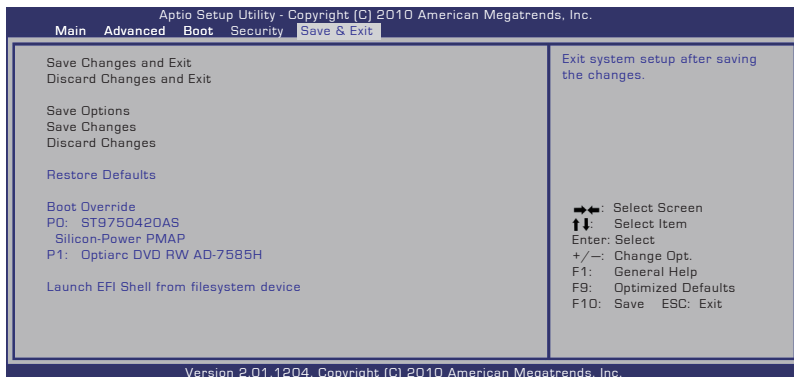 Aptio Setup Utility - Copyright (C) 2010 American Megatrends, Inc.
Main Advanced Boot Security Save & Exit
Save Changes and Exit
Discard Changes and Exit
Save Options
Save Changes
Discard Changes
Restore Defaults
Boot Override
P0: ST9750420AS
Silicon-Power PMAP
P1: Optiarc DVD RW AD-7585H
Launch EFI Shell from filesystem device
Exit system setup after saving
the changes.
→←: Select Screen
↑↓: Select Item
Enter: Select
+/—: Change Opt.
F1: General Help
F9: Optimized Defaults
F10: Save ESC: Exit
Version 2.01.1204. Copyright (C) 2010 American Megatrends, Inc.